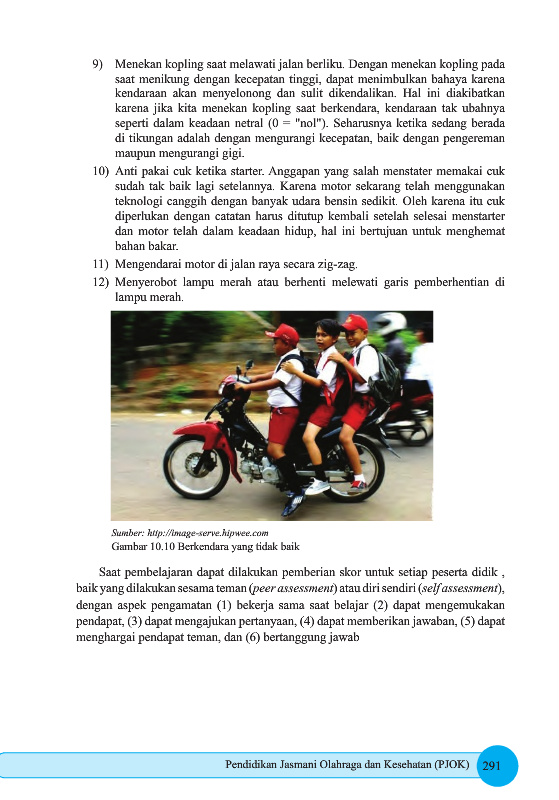 9) Menekan kopling saat melawati jalan berliku. Dengan menekan kopling pada
saat menikung dengan kecepatan tinggi, dapat menimbulkan bahaya karena
kendaraan akan menyelonong dan sulit dikendalikan. Hal ini diakibatkan
karena jika kita menekan kopling saat berkendara, kendaraan tak ubahnya
seperti dalam keadaan netral (0 = "nol"). Seharusnya ketika sedang berada
di tikungan adalah dengan mengurangi kecepatan, baik dengan pengereman
maupun mengurangi gigi.
10) Anti pakai cuk ketika starter. Anggapan yang salah menstater memakai cuk
sudah tak baik lagi setelannya. Karena motor sekarang telah menggunakan
teknologi canggih dengan banyak udara bensin sedikit. Oleh karena itu cuk
diperlukan dengan catatan harus ditutup kembali setelah selesai menstarter
dan motor telah dalam keadaan hidup, hal ini bertujuan untuk menghemat
bahan bakar.
11) Mengendarai motor di jalan raya secara zig-zag.
12) Menyerobot lampu merah atau berhenti melewati garis pemberhentian di
lampu merah.
Sumber: http://image-serve.hipwee.com
Gambar 10.10 Berkendara yang tidak baik
Saat pembelajaran dapat dilakukan pemberian skor untuk setiap peserta didik ,
baik yang dilakukan sesama teman (peer assessment) atau diri sendiri (self assessment),
dengan aspek pengamatan (1) bekerja sama saat belajar (2) dapat mengemukakan
pendapat, (3) dapat mengajukan pertanyaan, (4) dapat memberikan jawaban, (5) dapat
menghargai pendapat teman, dan (6) bertanggung jawab
Pendidikan Jasmani Olahraga dan Kesehatan (PJOK) 291